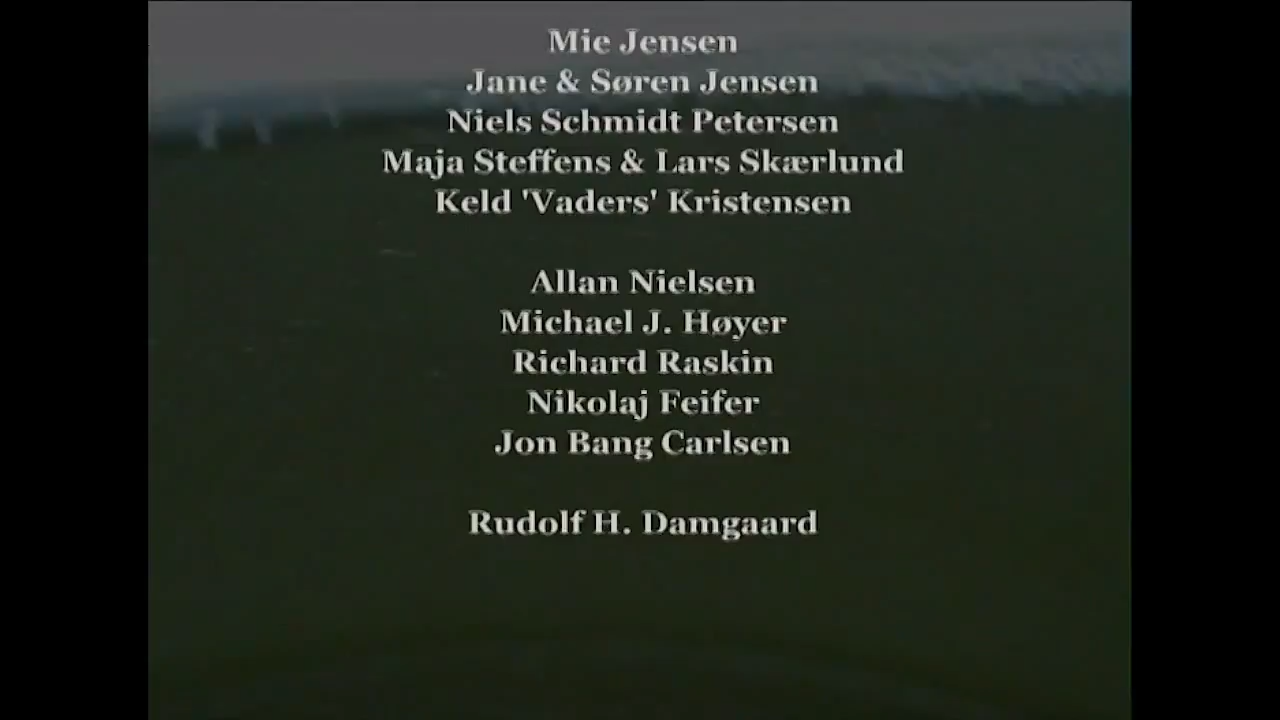 Mie Jensen
Jane & Søren Jensen
Niels Schmidt Petersen
Maja Steffens & Lars Skærlund
Keld 'Vaders' Kristensen
Allan Nielsen
Michael J. Høyer
Richard Raskin
Nikolaj Feifer
Jon Bang Carlsen
Rudolf H. Damgaard